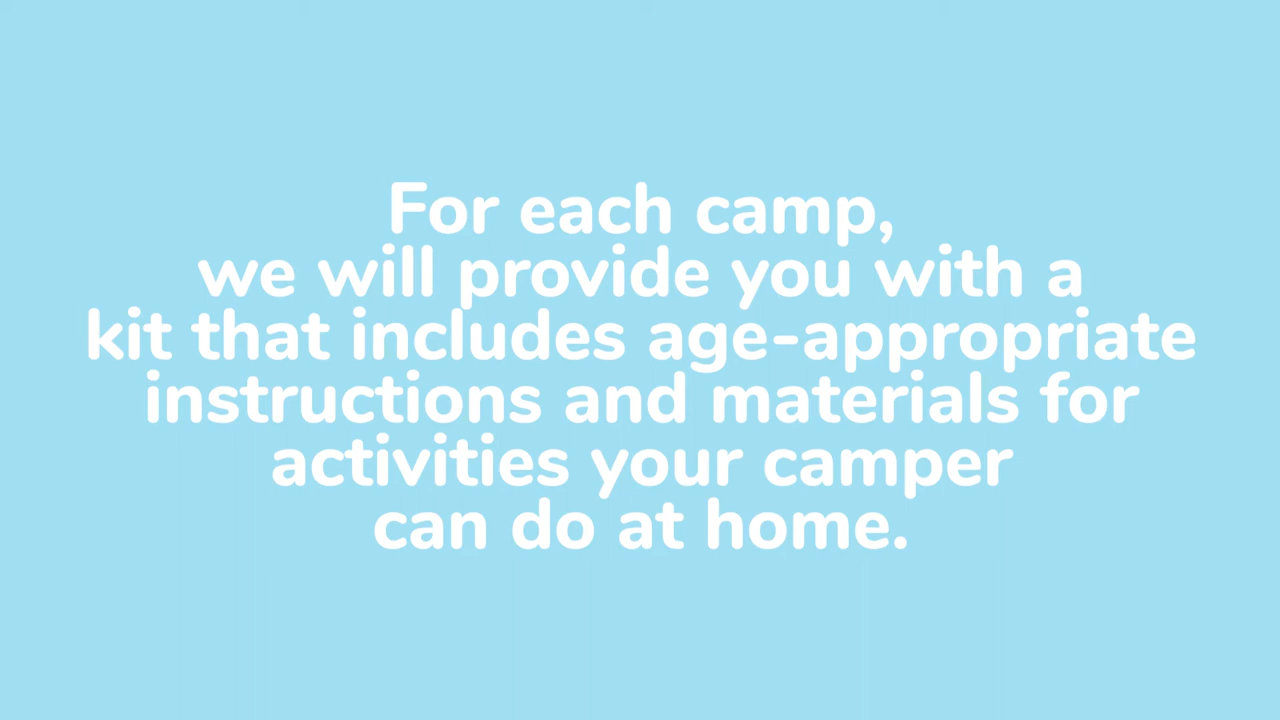 For each camp,
we will provide you with a
kit that includes age-appropriate
instructions and materials for
activities your camper
can do at home.